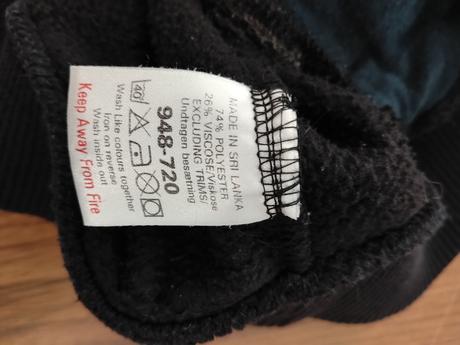 MADE IN SRI LANKA
74% POLYESTER
26% VISCOSE/Viskose
EXCLUDING TRIMS/
Undtagen besætning
948-720
40
Wash Like colours together
Iron on reverse
Wash inside out
Keep Away From Fire